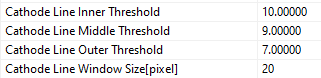 Cathode Line Inner Threshold 10.00000
Cathode Line Middle Threshold 9.00000
Cathode Line Outer Threshold 7.00000
Cathode Line Window Size[pixel] 20